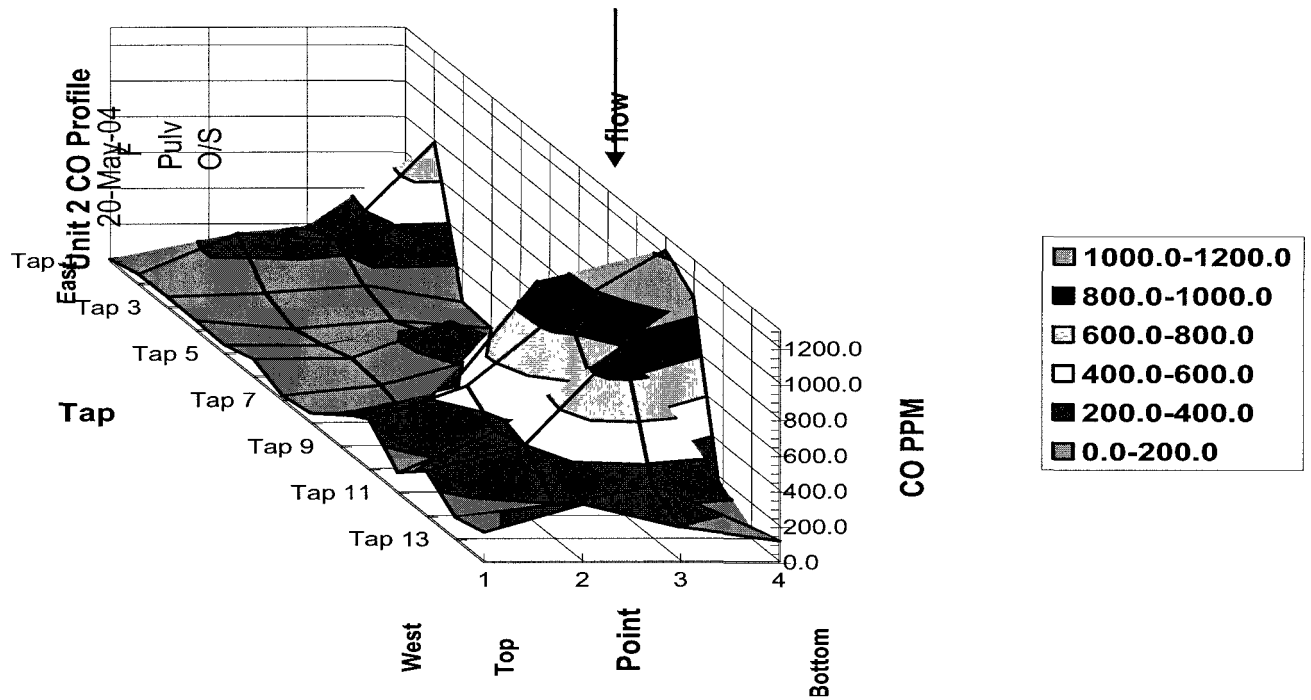 Unit 2 CO Profile
20-May-04
F
Pulv
O/S
flow
East
Tap
Tap 3
Tap 5
Tap 7
Tap 9
Tap 11
Tap 13
Tap
1
2
3
4
West
Top
Point
Bottom
1200.0
1000.0
800.0
600.0
400.0
200.0
0.0
CO PPM
1000.0-1200.0
800.0-1000.0
600.0-800.0
400.0-600.0
200.0-400.0
0.0-200.0